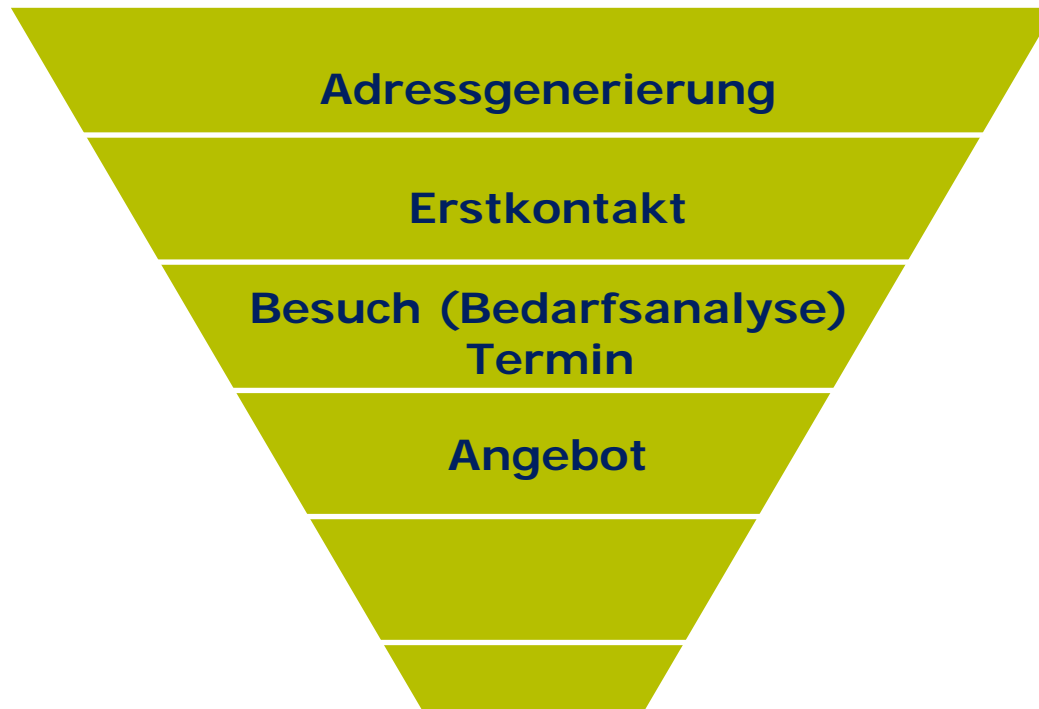 Adressgenerierung
Erstkontakt
Besuch (Bedarfsanalyse)
Termin
Angebot